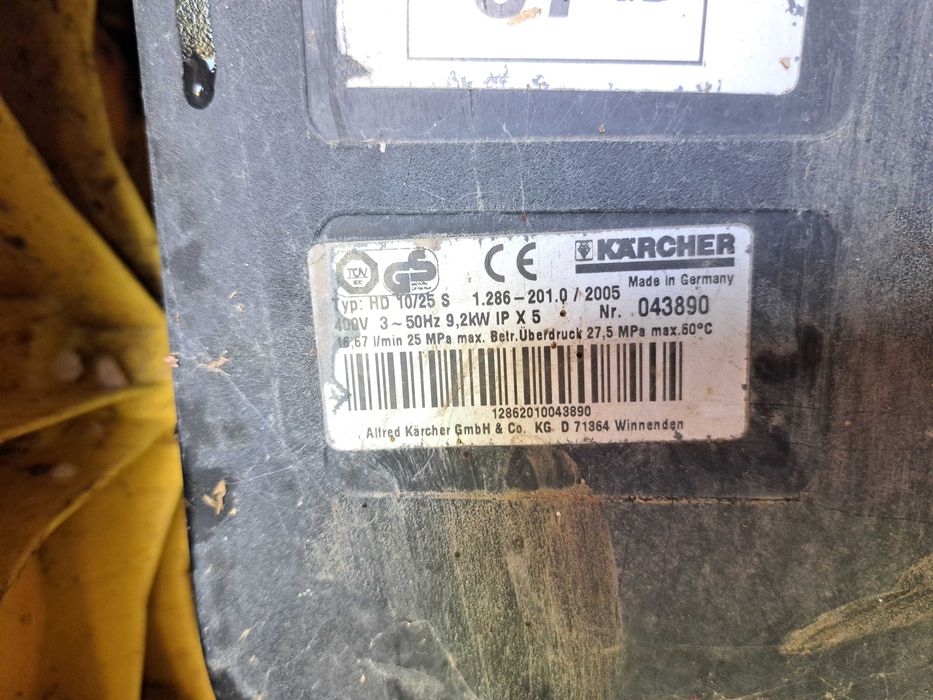 TÜV
GS
CE
KÄRCHER
Made in Germany
Typ: HD 10/25 S 1.286-201.0 / 2005
Nr. 043890
400V 3~50Hz 9,2kW IP X 5
16,67 l/min 25 MPa max. Betr.Überdruck 27,5 MPa max.60°C
12862010043890
Alfred Kärcher GmbH & Co. KG D 71364 Winnenden